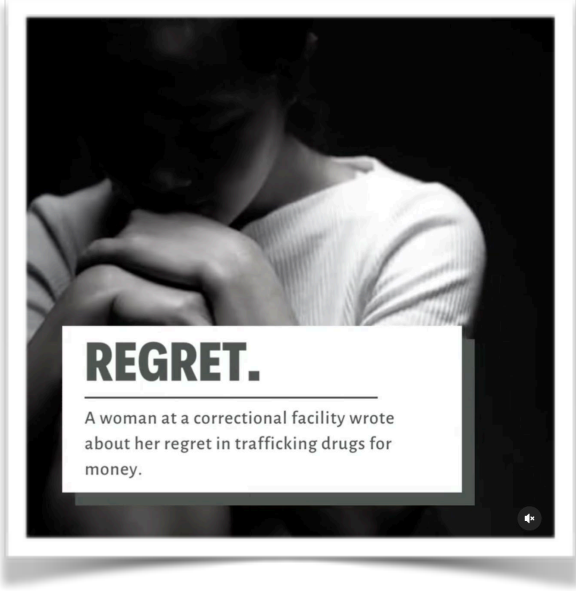 REGRET.
A woman at a correctional facility wrote
about her regret in trafficking drugs for
money.